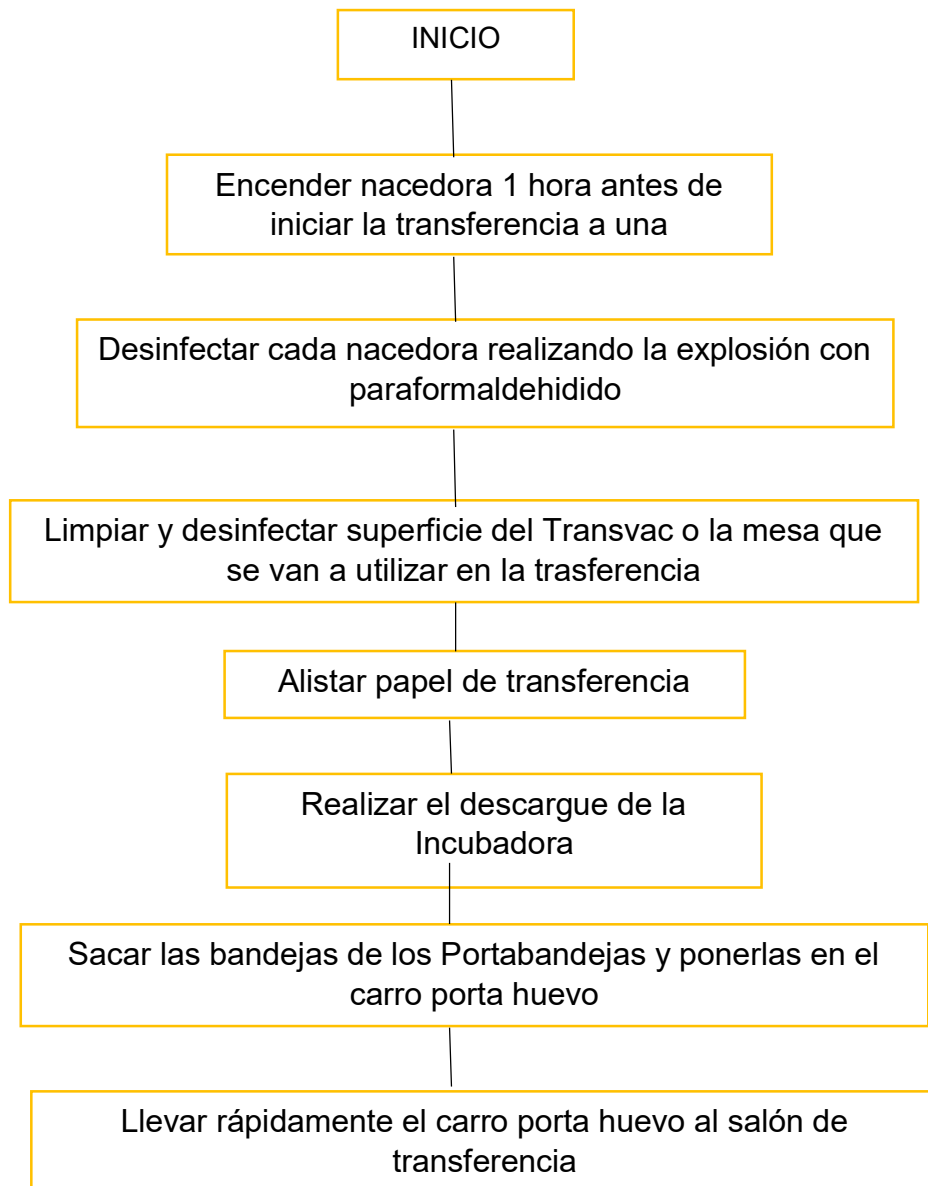 INICIO
Encender nacedora 1 hora antes de
iniciar la transferencia a una
Desinfectar cada nacedora realizando la explosión con
paraformaldehidido
Limpiar y desinfectar superficie del Transvac o la mesa que
se van a utilizar en la trasferencia
Alistar papel de transferencia
Realizar el descargue de la
Incubadora
Sacar las bandejas de los Portabandejas y ponerlas en el
carro porta huevo
Llevar rápidamente el carro porta huevo al salón de
transferencia